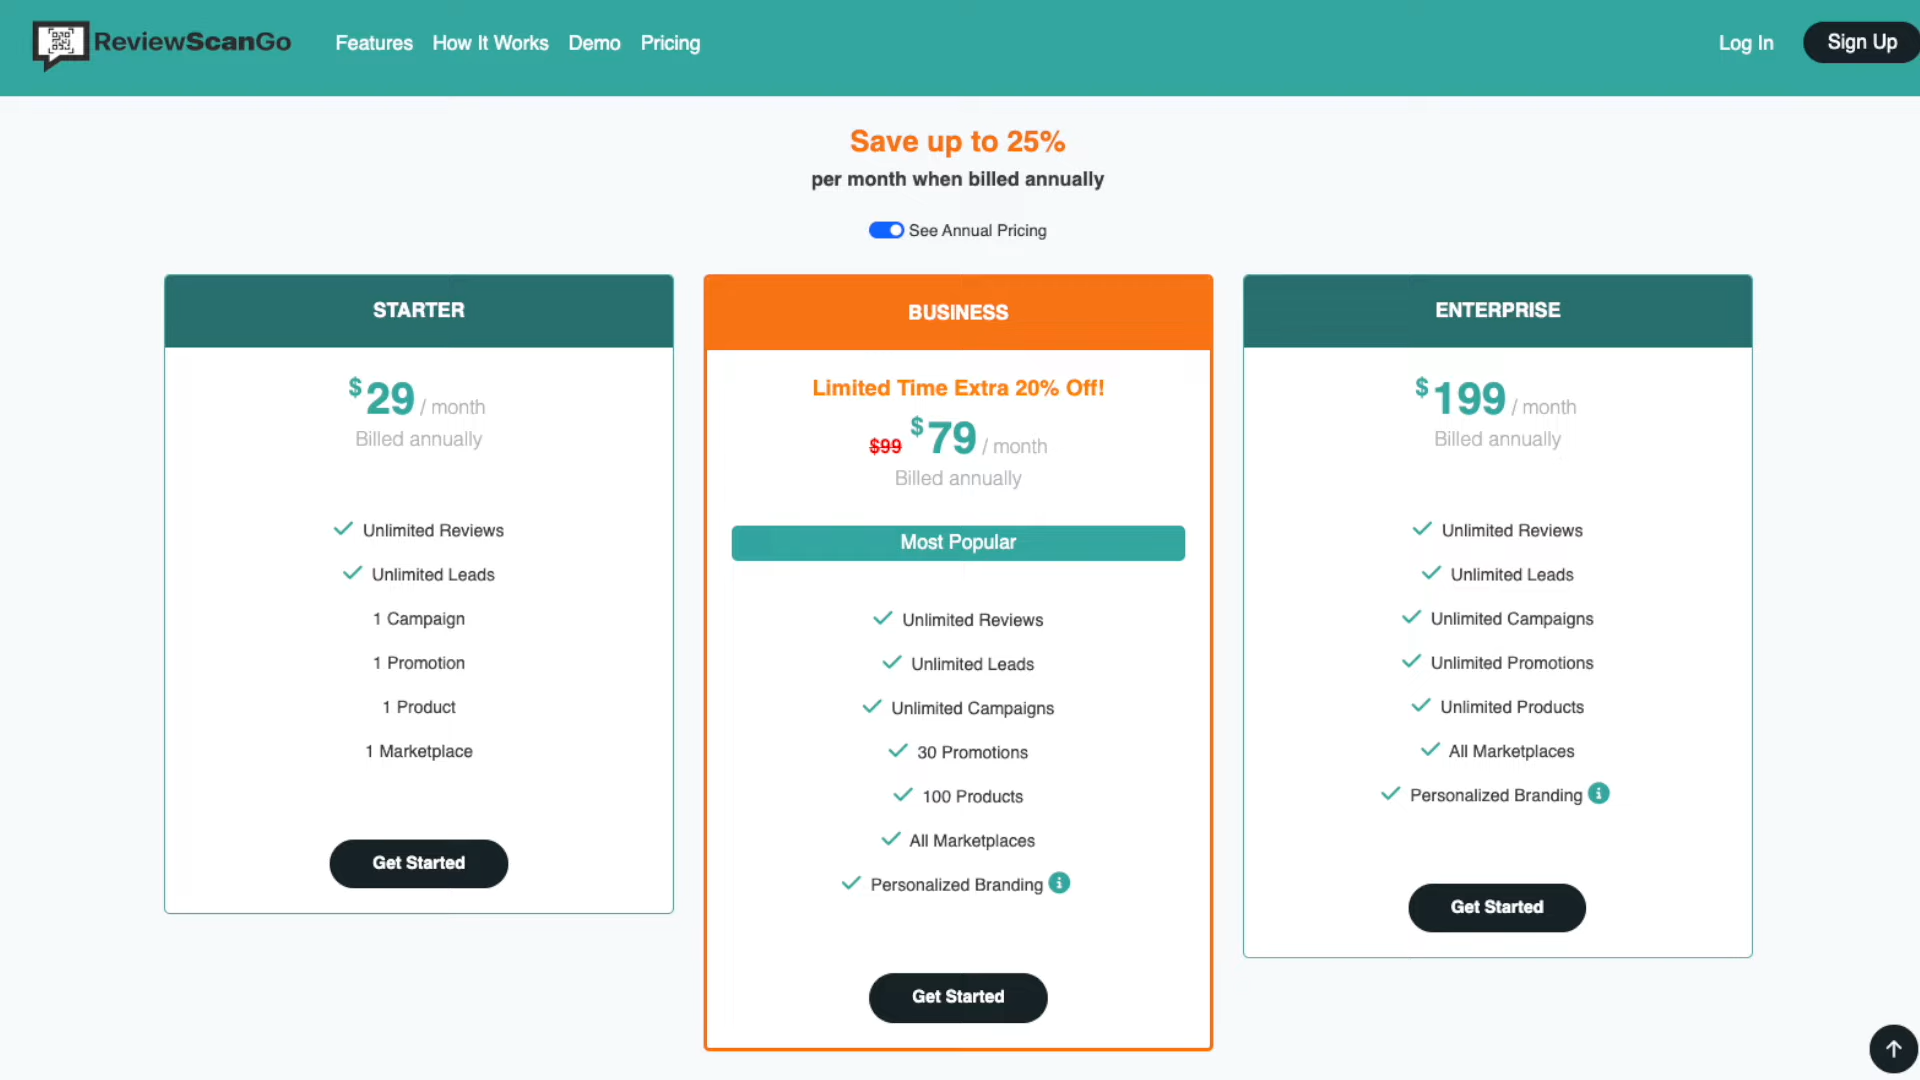 ReviewScanGo
Features How It Works Demo Pricing
Log In
Sign Up
Save up to 25%
per month when billed annually
See Annual Pricing
STARTER
$29 / month
Billed annually
Unlimited Reviews
Unlimited Leads
1 Campaign
1 Promotion
1 Product
1 Marketplace
Get Started
BUSINESS
Limited Time Extra 20% Off!
$99 $79 / month
Billed annually
Most Popular
Unlimited Reviews
Unlimited Leads
Unlimited Campaigns
30 Promotions
100 Products
All Marketplaces
Personalized Branding
Get Started
ENTERPRISE
$199 / month
Billed annually
Unlimited Reviews
Unlimited Leads
Unlimited Campaigns
Unlimited Promotions
Unlimited Products
All Marketplaces
Personalized Branding
Get Started